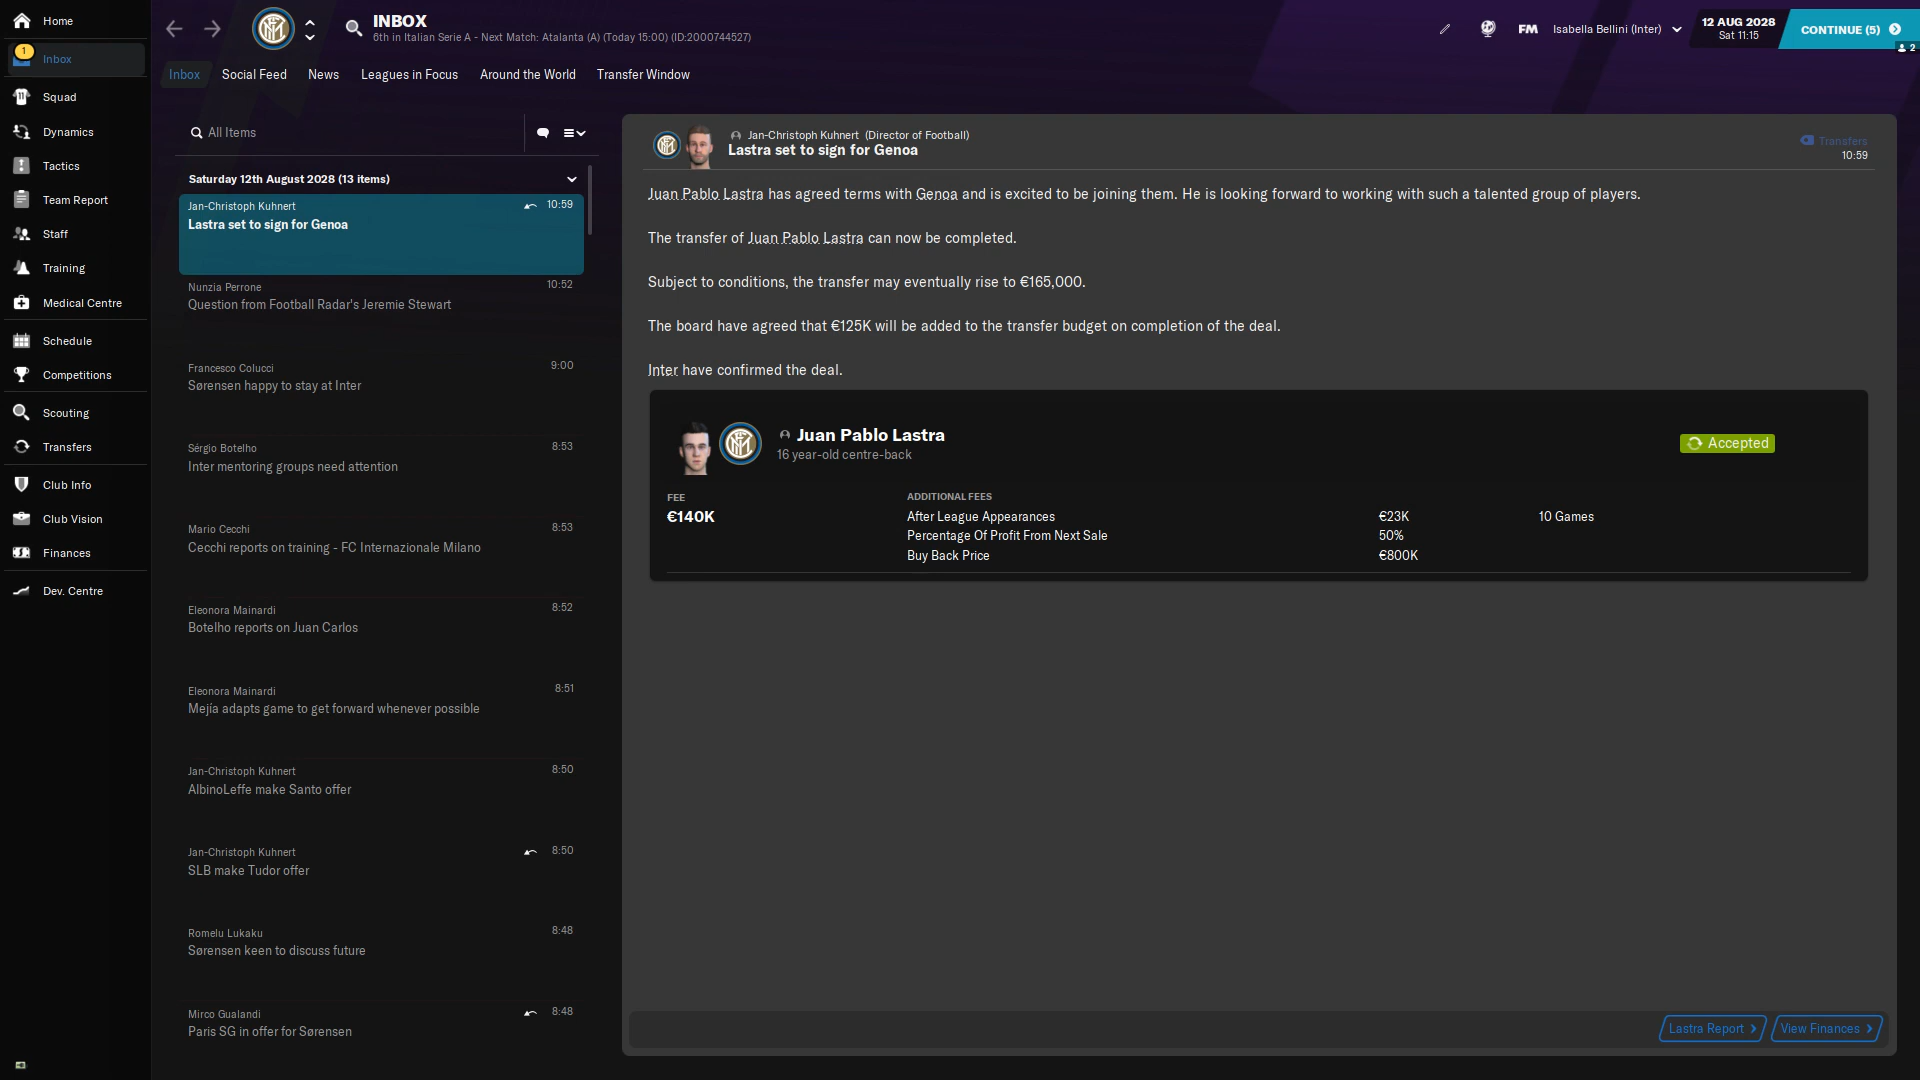 Home
1
Inbox
Squad
Dynamics
Tactics
Team Report
Staff
Training
Medical Centre
Schedule
Competitions
Scouting
Transfers
Club Info
Club Vision
Finances
Dev. Centre
INBOX
6th in Italian Serie A - Next Match: Atalanta (A) (Today 15:00) (ID:2000744527)
FM
Isabella Bellini (Inter)
12 AUG 2028
Sat 11:15
CONTINUE (5)
2
Inbox Social Feed News Leagues in Focus Around the World Transfer Window
All Items
Saturday 12th August 2028 (13 items)
Jan-Christoph Kuhnert 10:59
Lastra set to sign for Genoa
Nunzia Perrone 10:52
Question from Football Radar's Jeremie Stewart
Francesco Colucci 9:00
Sørensen happy to stay at Inter
Sérgio Botelho 8:53
Inter mentoring groups need attention
Mario Cecchi 8:53
Cecchi reports on training - FC Internazionale Milano
Eleonora Mainardi 8:52
Botelho reports on Juan Carlos
Eleonora Mainardi 8:51
Mejía adapts game to get forward whenever possible
Jan-Christoph Kuhnert 8:50
AlbinoLeffe make Santo offer
Jan-Christoph Kuhnert 8:50
SLB make Tudor offer
Romelu Lukaku 8:48
Sørensen keen to discuss future
Mirco Gualandi 8:48
Paris SG in offer for Sørensen
Jan-Christoph Kuhnert (Director of Football)
Lastra set to sign for Genoa
Transfers
10:59
Juan Pablo Lastra has agreed terms with Genoa and is excited to be joining them. He is looking forward to working with such a talented group of players.
The transfer of Juan Pablo Lastra can now be completed.
Subject to conditions, the transfer may eventually rise to €165,000.
The board have agreed that €125K will be added to the transfer budget on completion of the deal.
Inter have confirmed the deal.
Juan Pablo Lastra
16 year-old centre-back
Accepted
FEE
€140K
ADDITIONAL FEES
After League Appearances €23K 10 Games
Percentage Of Profit From Next Sale 50%
Buy Back Price €800K
Lastra Report
View Finances